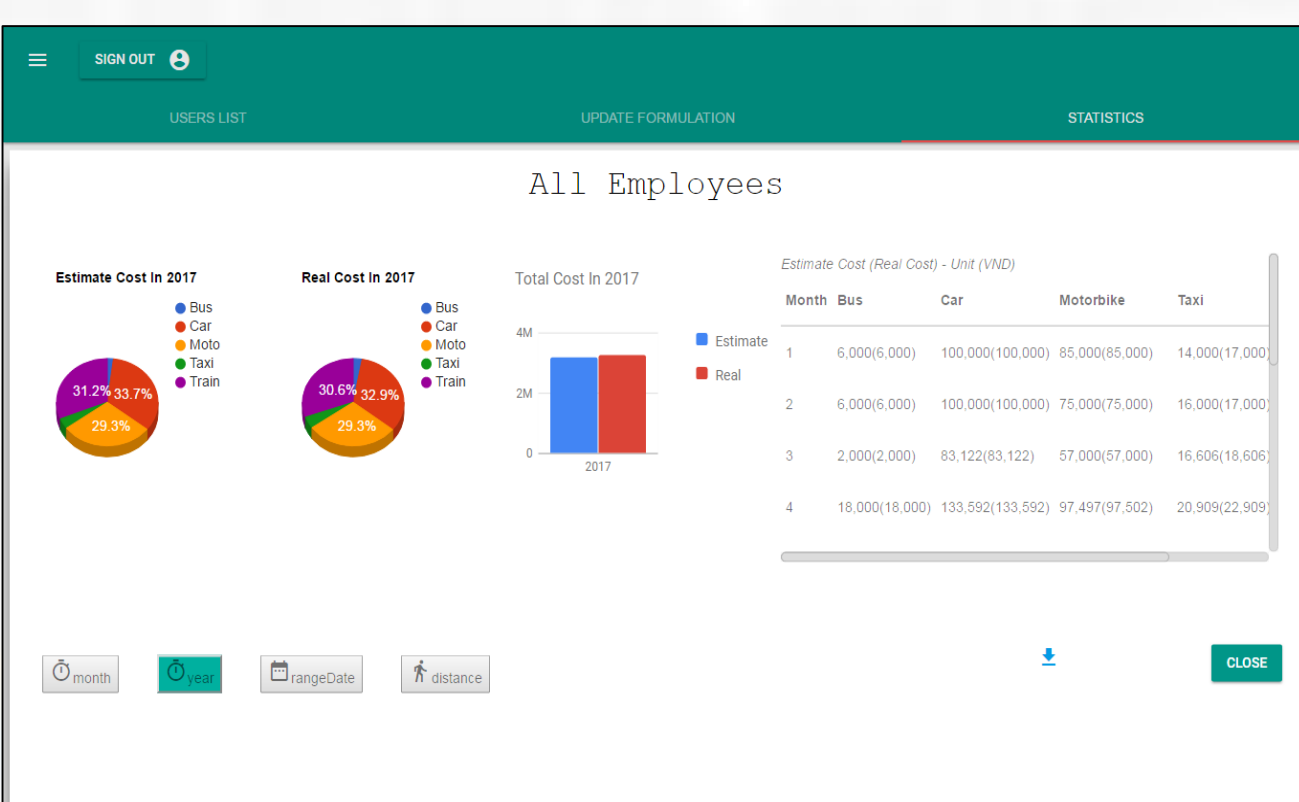 SIGN OUT
USERS LIST UPDATE FORMULATION STATISTICS
All Employees
Estimate Cost In 2017
Bus
Car
Moto
Taxi
Train
31.2% 33.7%
29.3%
Real Cost In 2017
Bus
Car
Moto
Taxi
Train
30.6% 32.9%
29.3%
Total Cost In 2017
4M
2M
0
2017
Estimate
Real
Estimate Cost (Real Cost) - Unit (VND)
Month Bus Car Motorbike Taxi
1 6,000(6,000) 100,000(100,000) 85,000(85,000) 14,000(17,000)
2 6,000(6,000) 100,000(100,000) 75,000(75,000) 16,000(17,000)
3 2,000(2,000) 83,122(83,122) 57,000(57,000) 16,606(18,606)
4 18,000(18,000) 133,592(133,592) 97,497(97,502) 20,909(22,909)
month year rangeDate distance
CLOSE